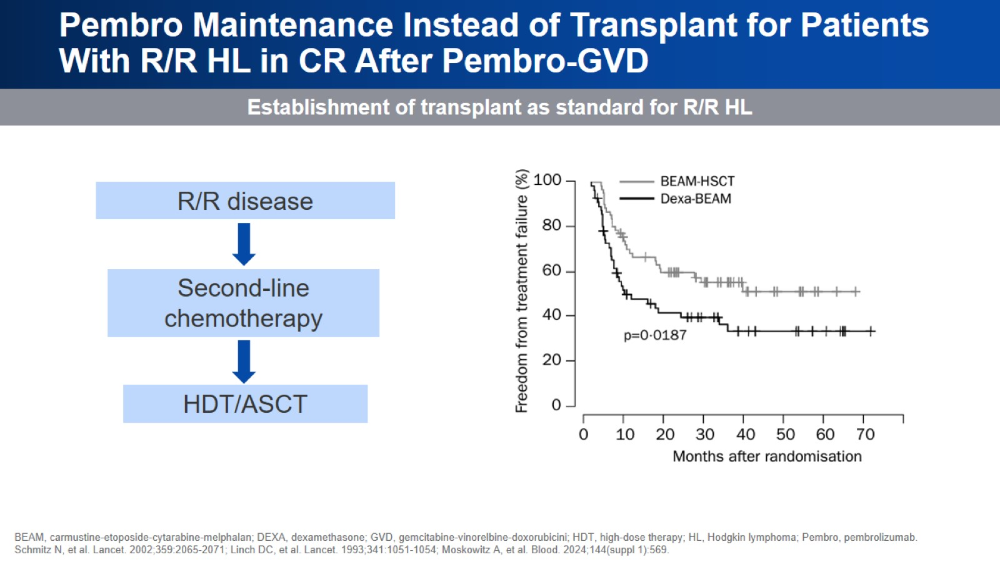 Pembro Maintenance Instead of Transplant for Patients
With R/R HL in CR After Pembro-GVD
Establishment of transplant as standard for R/R HL
R/R disease
Second-line
chemotherapy
HDT/ASCT
Freedom from treatment failure (%)
100
80
60
40
20
0
BEAM-HSCT
Dexa-BEAM
p=0·0187
0 10 20 30 40 50 60 70
Months after randomisation
BEAM, carmustine-etoposide-cytarabine-melphalan; DEXA, dexamethasone; GVD, gemcitabine-vinorelbine-doxorubicini; HDT, high-dose therapy; HL, Hodgkin lymphoma; Pembro, pembrolizumab.
Schmitz N, et al. Lancet. 2002;359:2065-2071; Linch DC, et al. Lancet. 1993;341:1051-1054; Moskowitz A, et al. Blood. 2024;144(suppl 1):569.